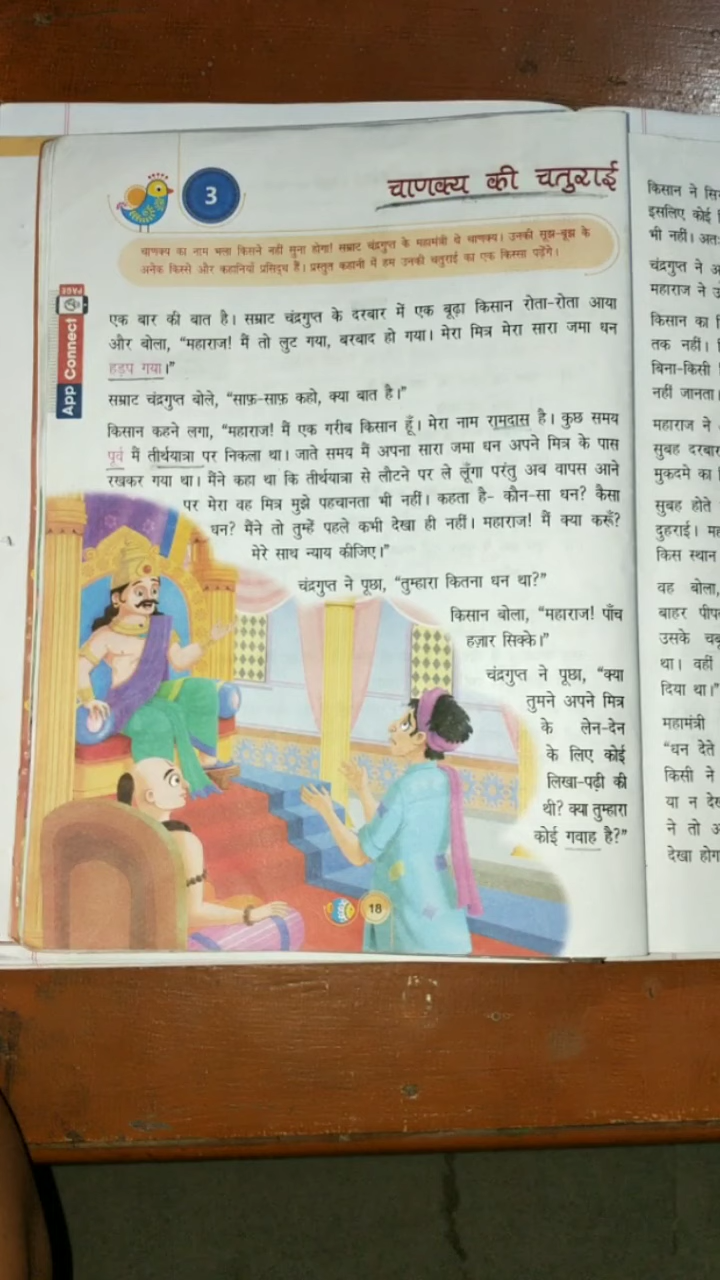 3
चाणक्य की चतुराई
चाणक्य का नाम भला किसने नहीं सुना होगा! सम्राट चंद्रगुप्त के महामंत्री थे चाणक्य। उनकी सूझ-बूझ के
अनेक किस्से और कहानियाँ प्रसिद्ध हैं। प्रस्तुत कहानी में हम उनकी चतुराई का एक किस्सा पढ़ेंगे।
App Connect
एक बार की बात है। सम्राट चंद्रगुप्त के दरबार में एक बूढ़ा किसान रोता-रोता आया
और बोला, “महाराज! मैं तो लुट गया, बरबाद हो गया। मेरा मित्र मेरा सारा जमा धन
हड़प गया।”
सम्राट चंद्रगुप्त बोले, “साफ़-साफ़ कहो, क्या बात है।”
किसान कहने लगा, “महाराज! मैं एक गरीब किसान हूँ। मेरा नाम रामदास है। कुछ समय
पूर्व मैं तीर्थयात्रा पर निकला था। जाते समय मैं अपना सारा जमा धन अपने मित्र के पास
रखकर गया था। मैंने कहा था कि तीर्थयात्रा से लौटने पर ले लूँगा परंतु अब वापस आने
पर मेरा वह मित्र मुझे पहचानता भी नहीं। कहता है- कौन-सा धन? कैसा
धन? मैंने तो तुम्हें पहले कभी देखा ही नहीं। महाराज! मैं क्या करूँ?
मेरे साथ न्याय कीजिए।”
चंद्रगुप्त ने पूछा, “तुम्हारा कितना धन था?”
किसान बोला, “महाराज! पाँच
हज़ार सिक्के।”
चंद्रगुप्त ने पूछा, “क्या
तुमने अपने मित्र
के लेन-देन
के लिए कोई
लिखा-पढ़ी की
थी? क्या तुम्हारा
कोई गवाह है?”
18
किसान ने
इसलिए कोई
भी नहीं।
चंद्रगुप्त ने
महाराज ने
किसान का
तक नहीं।
बिना-किसी
नहीं जानता।
महाराज ने
सुबह दरबार
मुकदमे का
सुबह होते
दुहराई।
किस स्थान
वह बोला,
बाहर
उसके
था। वहीं
दिया था।”
महामंत्री
“धन देते
किसी ने
या न
ने तो
देखा